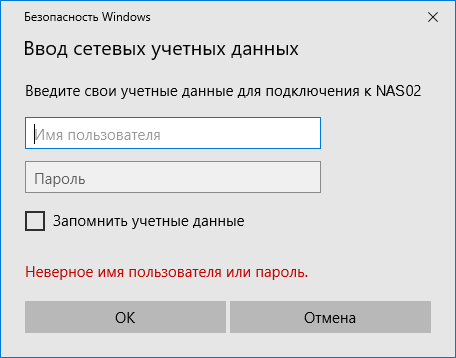 Безопасность Windows
Ввод сетевых учетных данных
Введите свои учетные данные для подключения к NAS02
Имя пользователя
Пароль
Запомнить учетные данные
Неверное имя пользователя или пароль.
ОК
Отмена